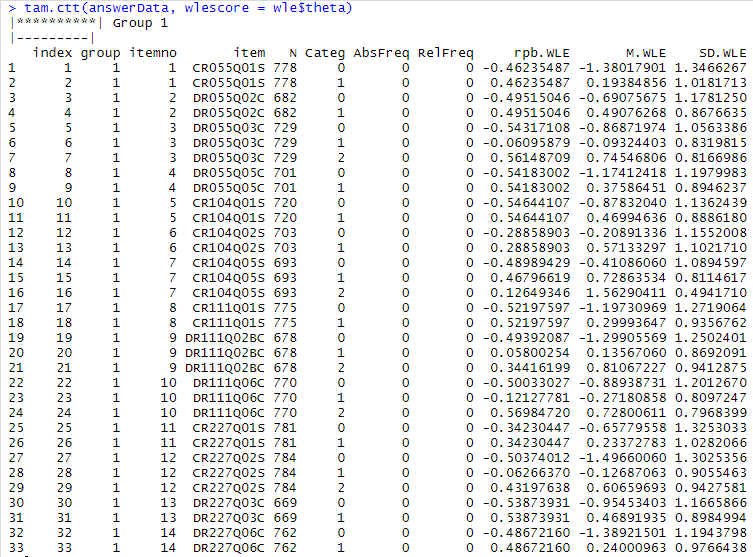 > tam.ctt(answerData, wlescore = wle$theta)
|**********| Group 1
|---------|
index group itemno item N Categ AbsFreq RelFreq rpb.WLE M.WLE SD.WLE
1 1 1 1 CR055Q01S 778 0 0 0 -0.46235487 -1.38017901 1.3466267
2 2 1 1 CR055Q01S 778 1 0 0 0.46235487 0.19384856 1.0181713
3 3 1 2 DR055Q02C 682 0 0 0 -0.49515046 -0.69075675 1.1781250
4 4 1 2 DR055Q02C 682 1 0 0 0.49515046 0.49076268 0.8676635
5 5 1 3 DR055Q03C 729 0 0 0 -0.54317108 -0.86871974 1.0563386
6 6 1 3 DR055Q03C 729 1 0 0 -0.06095879 -0.09324403 0.8319815
7 7 1 3 DR055Q03C 729 2 0 0 0.56148709 0.74546806 0.8166986
8 8 1 4 DR055Q05C 701 0 0 0 -0.54183002 -1.17412418 1.1979983
9 9 1 4 DR055Q05C 701 1 0 0 0.54183002 0.37586451 0.8946237
10 10 1 5 CR104Q01S 720 0 0 0 -0.54644107 -0.87832040 1.1362439
11 11 1 5 CR104Q01S 720 1 0 0 0.54644107 0.46994636 0.8886180
12 12 1 6 CR104Q02S 703 0 0 0 -0.28858903 -0.20891336 1.1552008
13 13 1 6 CR104Q02S 703 1 0 0 0.28858903 0.57133297 1.1021710
14 14 1 7 CR104Q05S 693 0 0 0 -0.48989429 -0.41086060 1.0894597
15 15 1 7 CR104Q05S 693 1 0 0 0.46796619 0.72863534 0.8114617
16 16 1 7 CR104Q05S 693 2 0 0 0.12649346 1.56290411 0.4941710
17 17 1 8 CR111Q01S 775 0 0 0 -0.52197597 -1.19730969 1.2719064
18 18 1 8 CR111Q01S 775 1 0 0 0.52197597 0.29993647 0.9356762
19 19 1 9 DR111Q02BC 678 0 0 0 -0.49392087 -1.29905569 1.2502401
20 20 1 9 DR111Q02BC 678 1 0 0 0.05800254 0.13567060 0.8692091
21 21 1 9 DR111Q02BC 678 2 0 0 0.34416199 0.81067227 0.9412875
22 22 1 10 DR111Q06C 770 0 0 0 -0.50033027 -0.88938731 1.2012670
23 23 1 10 DR111Q06C 770 1 0 0 -0.12127781 -0.27180858 0.8097247
24 24 1 10 DR111Q06C 770 2 0 0 0.56984720 0.72800611 0.7968399
25 25 1 11 CR227Q01S 781 0 0 0 -0.34230447 -0.65779558 1.3253033
26 26 1 11 CR227Q01S 781 1 0 0 0.34230447 0.23372783 1.0282066
27 27 1 12 CR227Q02S 784 0 0 0 -0.50374012 -1.49660060 1.3025356
28 28 1 12 CR227Q02S 784 1 0 0 -0.06266370 -0.12687063 0.9055463
29 29 1 12 CR227Q02S 784 2 0 0 0.43197638 0.60659693 0.9427581
30 30 1 13 DR227Q03C 669 0 0 0 -0.53873931 -0.95453403 1.1665866
31 31 1 13 DR227Q03C 669 1 0 0 0.53873931 0.46891935 0.8984994
32 32 1 14 DR227Q06C 762 0 0 0 -0.48672160 -1.38921501 1.1943798
33 33 1 14 DR227Q06C 762 1 0 0 0.48672160 0.24000963 0.9766438